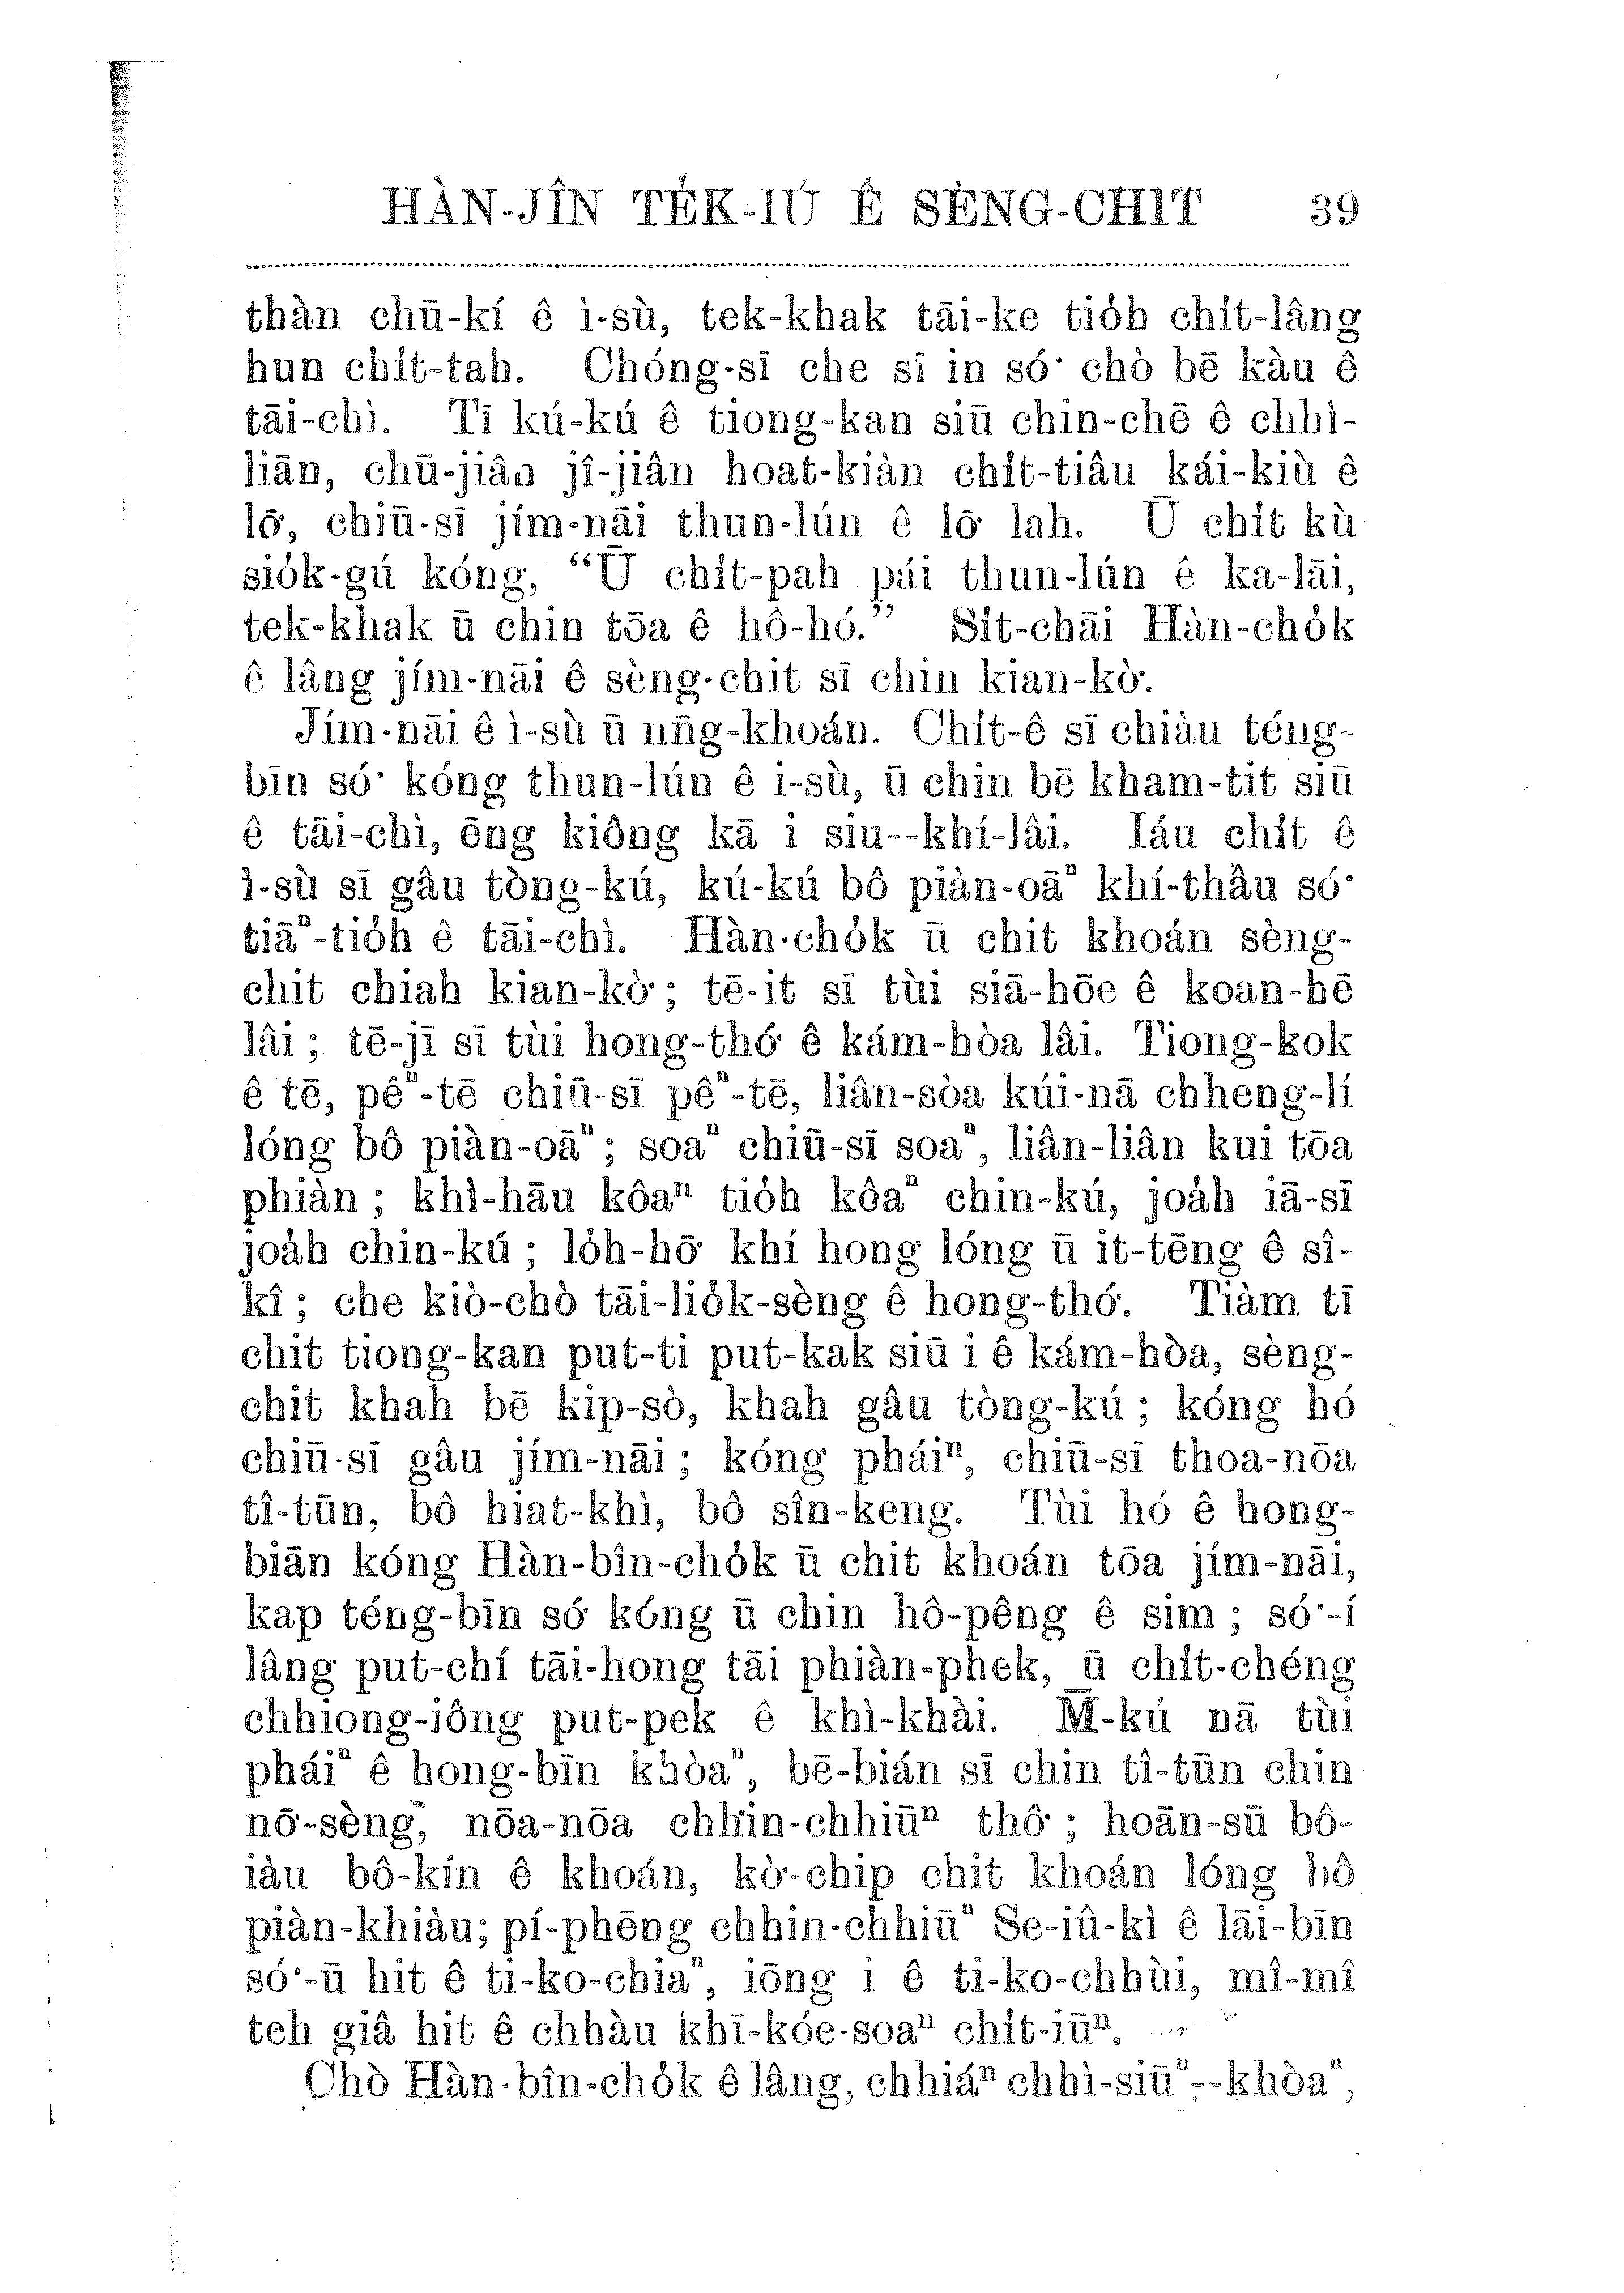 HÀN-JÎN TE̍K-IÚ Ê SÈNG-CHIT 39
thàn chū-kí ê ì-sù, tek-khak tāi-ke tio̍h chi̍t-lâng
hun chi̍t-tah. Chóng-sī che sī in só͘ chò bē kàu ê
tāi-chì. Tī kú-kú ê tiong-kan siū chin-chē ê chhì-
liān, chū-jiân jî-jiân hoat-kiàn chi̍t-tiâu kái-kiù ê
lō͘, chiū-sī jím-nāi thun-lún ê lō͘ lah. Ū chi̍t kù
sio̍k-gú kóng, “Ū chi̍t-pah pái thun-lún ê ka-lāi,
tek-khak ū chin tōa ê hô-hó.” Si̍t-chāi Hàn-cho̍k
ê lâng jím-nāi ê sèng-chit sī chin kian-kò͘.
Jím-nāi ê ì-sù ū nn̄g-khoán. Chi̍t-ê sī chiàu téng-
bīn só͘ kóng thun-lún ê ì-sù, ū chin bē kham-tit siū
ê tāi-chì, éng kiông kā i siu--khí-lâi. Iáu chi̍t ê
ì-sù sī gâu tòng-kú, kú-kú bô piàn-oāⁿ khí-thâu só͘
tiāⁿ-tio̍h ê tāi-chì. Hàn-cho̍k ū chit khoán sèng-
chit chiah kian-kò͘; tē-it sī tùi siā-hōe ê koan-hē
lâi; tē-jī sī tùi hong-thó͘ ê kám-hòa lâi. Tiong-kok
ê tē, pêⁿ-tē chiū-sī pêⁿ-tē, liân-sòa kúi-nā chheng-lí
lóng bô piàn-oāⁿ; soaⁿ chiū-sī soaⁿ, liân-liân kui tōa
phiàn; khì-hāu kôaⁿ tio̍h kôaⁿ chin-kú, joa̍h iā-sī
joa̍h chin-kú; lo̍h-hō͘ khí hong lóng ū it-tēng ê sî-
kî; che kiò-chò tāi-lio̍k-sèng ê hong-thó͘. Tiàm tī
chit tiong-kan put-ti put-kak siū i ê kám-hòa, sèng-
chit khah bē kip-sò, khah gâu tòng-kú; kóng hó
chiū-sī gâu jím-nāi; kóng pháiⁿ, chiū-sī thoa-nōa
tî-tūn, bô hiat-khì, bô sîn-keng. Tùi hó ê hong-
biān kóng Hàn-bîn-cho̍k ū chit khoán tōa jím-nāi,
kap téng-bīn só͘ kóng ū chin hô-pêng ê sim; só͘-í
lâng put-chí tāi-hong tāi phiàn-phek, ū chi̍t-chéng
chhiong-iông put-pek ê khì-khài. M̄-kú nā tùi
pháiⁿ ê hong-bīn khòaⁿ, bē-bián sī chin tî-tūn chin
nô͘-sèng, nōa-nōa chhin-chhiūⁿ thô͘; hoān-sū bô-
iàu bô-kín ê khoán, kò͘-chip chit khoán lóng bô
piàn-khiàu; pí-phēng chhin-chhiūⁿ Se-iû-kì ê lāi-bīn
só͘-ū hit ê ti-ko-chiaⁿ, iōng i ê ti-ko-chhùi, mî-mî
teh giâ hit ê chhàu khī-kóe-soaⁿ chi̍t-iūⁿ.
Chò Hàn-bîn-cho̍k ê lâng, chhiáⁿ chhì-siūⁿ--khòaⁿ,